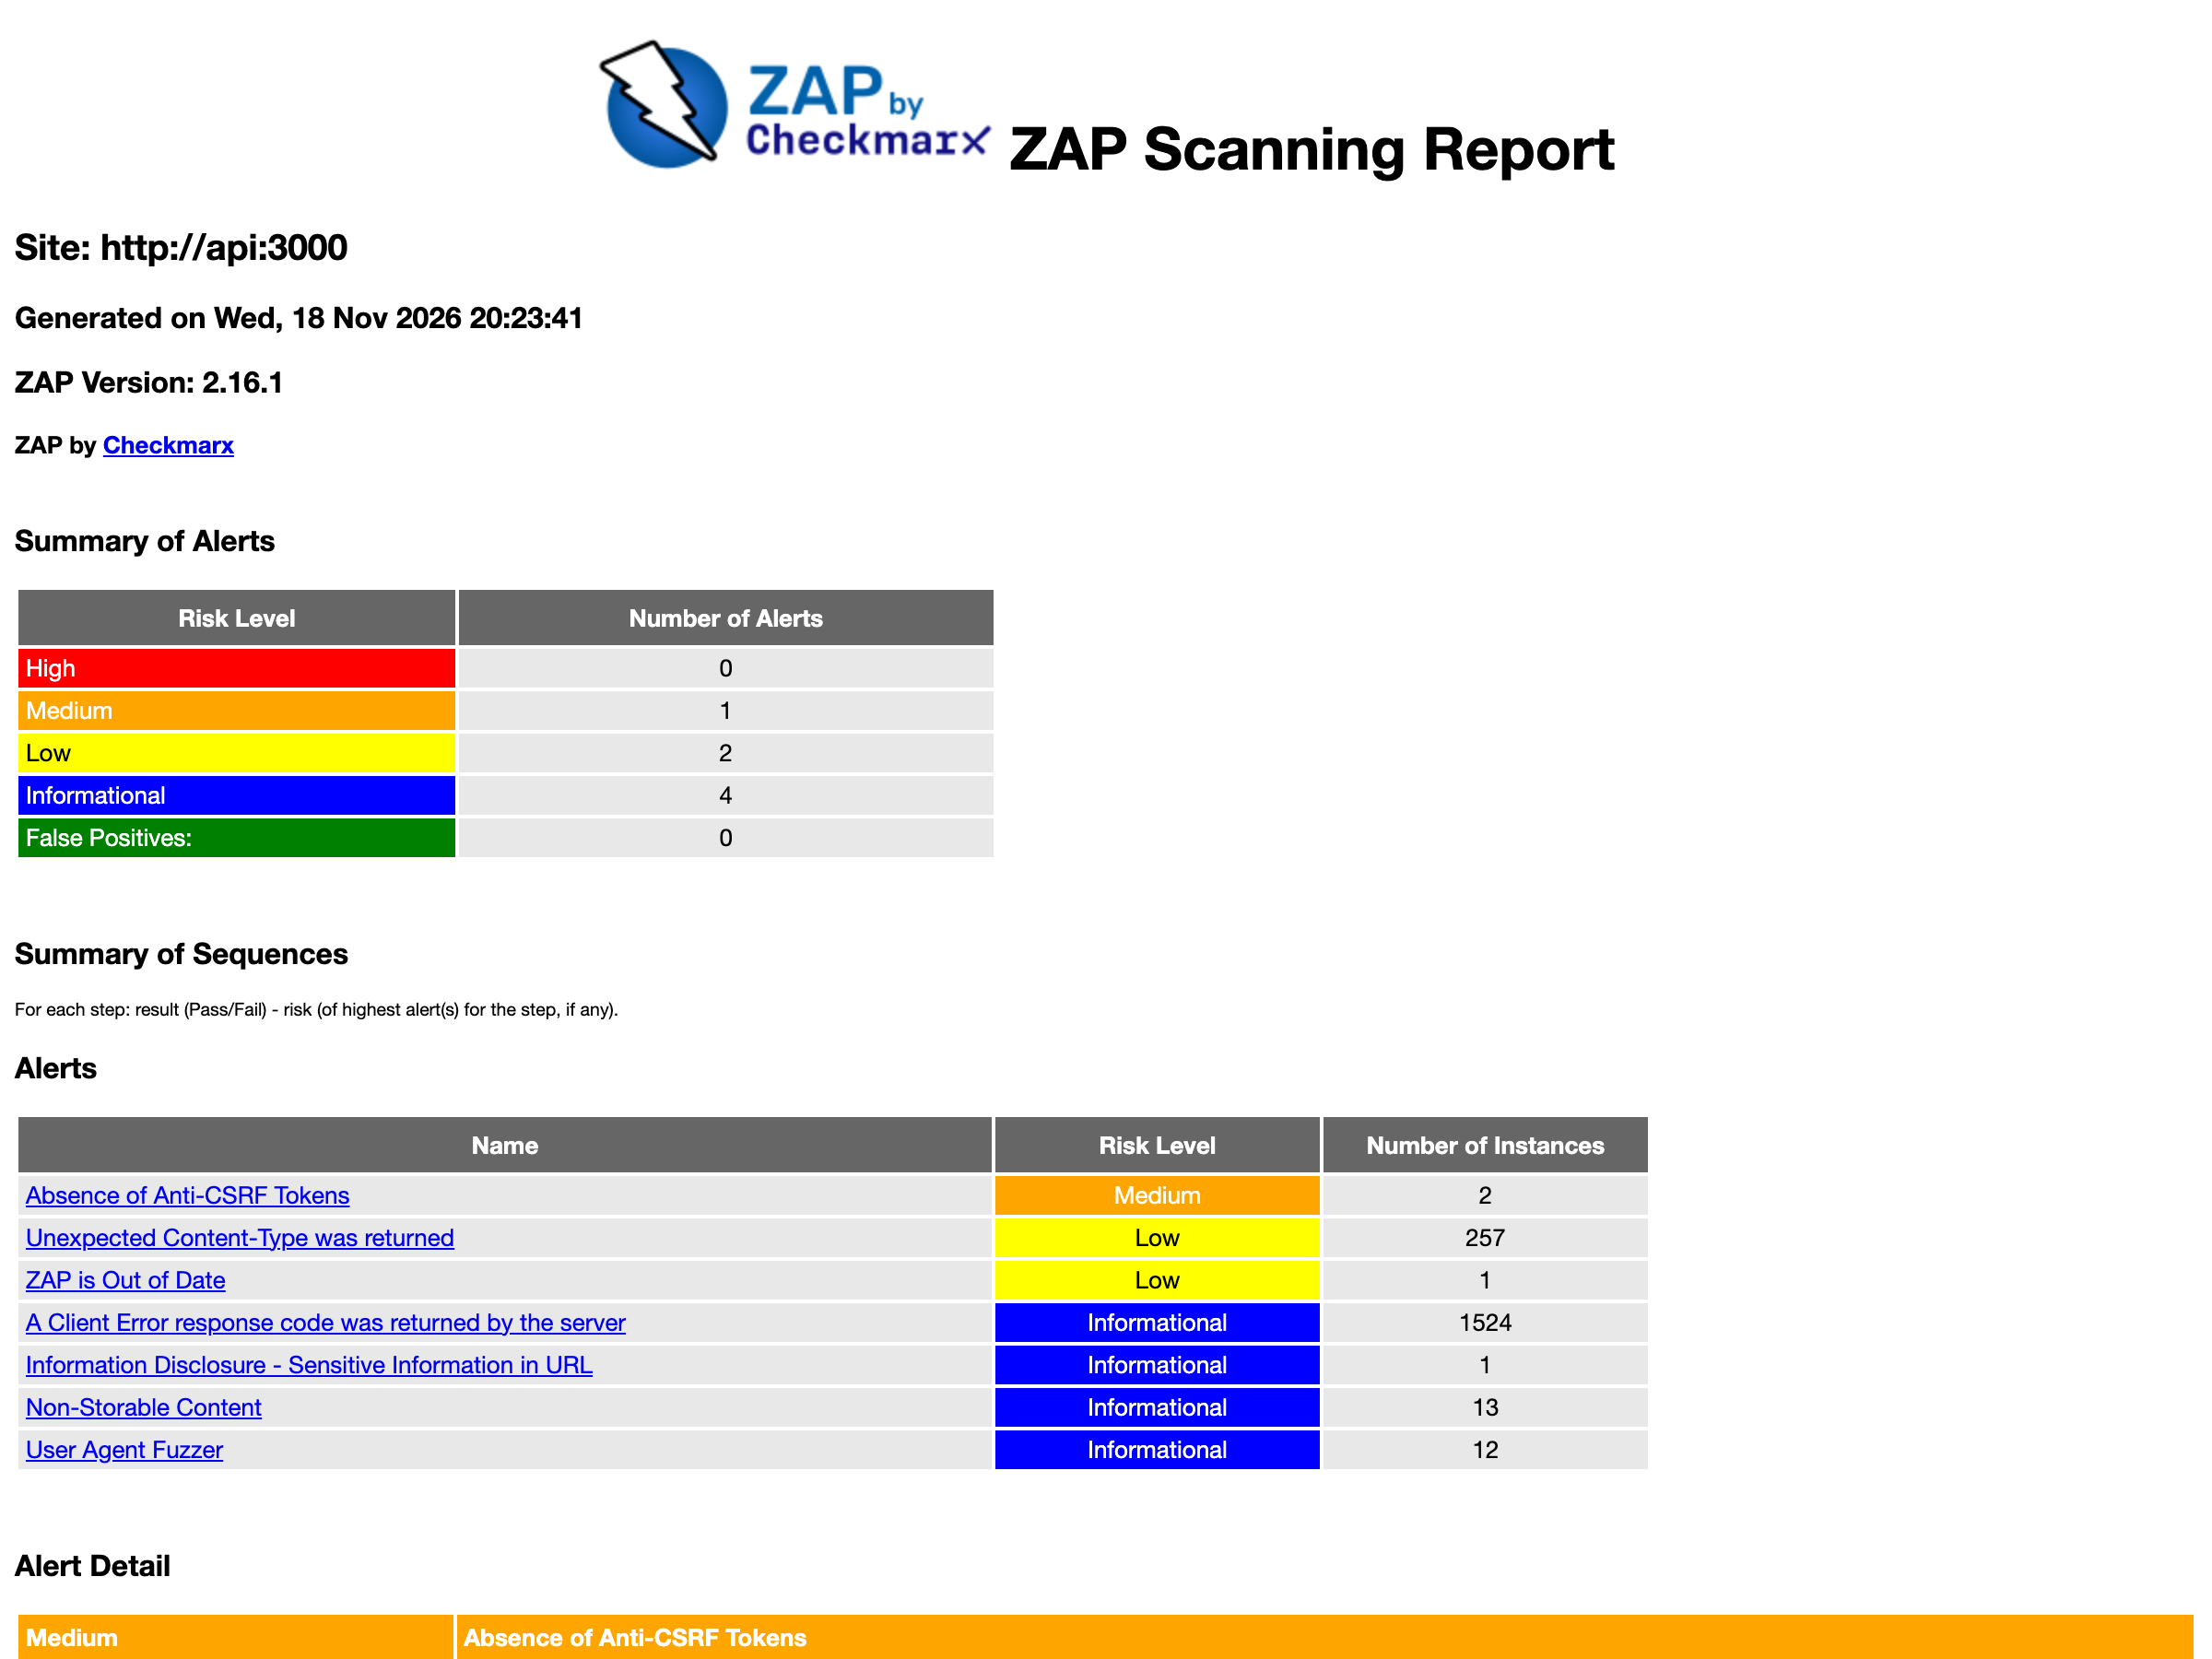 ZAP by
Checkmarx ZAP Scanning Report
Site: http://api:3000
Generated on Wed, 18 Nov 2026 20:23:41
ZAP Version: 2.16.1
ZAP by Checkmarx
Summary of Alerts
Risk Level Number of Alerts
High 0
Medium 1
Low 2
Informational 4
False Positives: 0
Summary of Sequences
For each step: result (Pass/Fail) - risk (of highest alert(s) for the step, if any).
Alerts
Name Risk Level Number of Instances
Absence of Anti-CSRF Tokens Medium 2
Unexpected Content-Type was returned Low 257
ZAP is Out of Date Low 1
A Client Error response code was returned by the server Informational 1524
Information Disclosure - Sensitive Information in URL Informational 1
Non-Storable Content Informational 13
User Agent Fuzzer Informational 12
Alert Detail
Medium Absence of Anti-CSRF Tokens